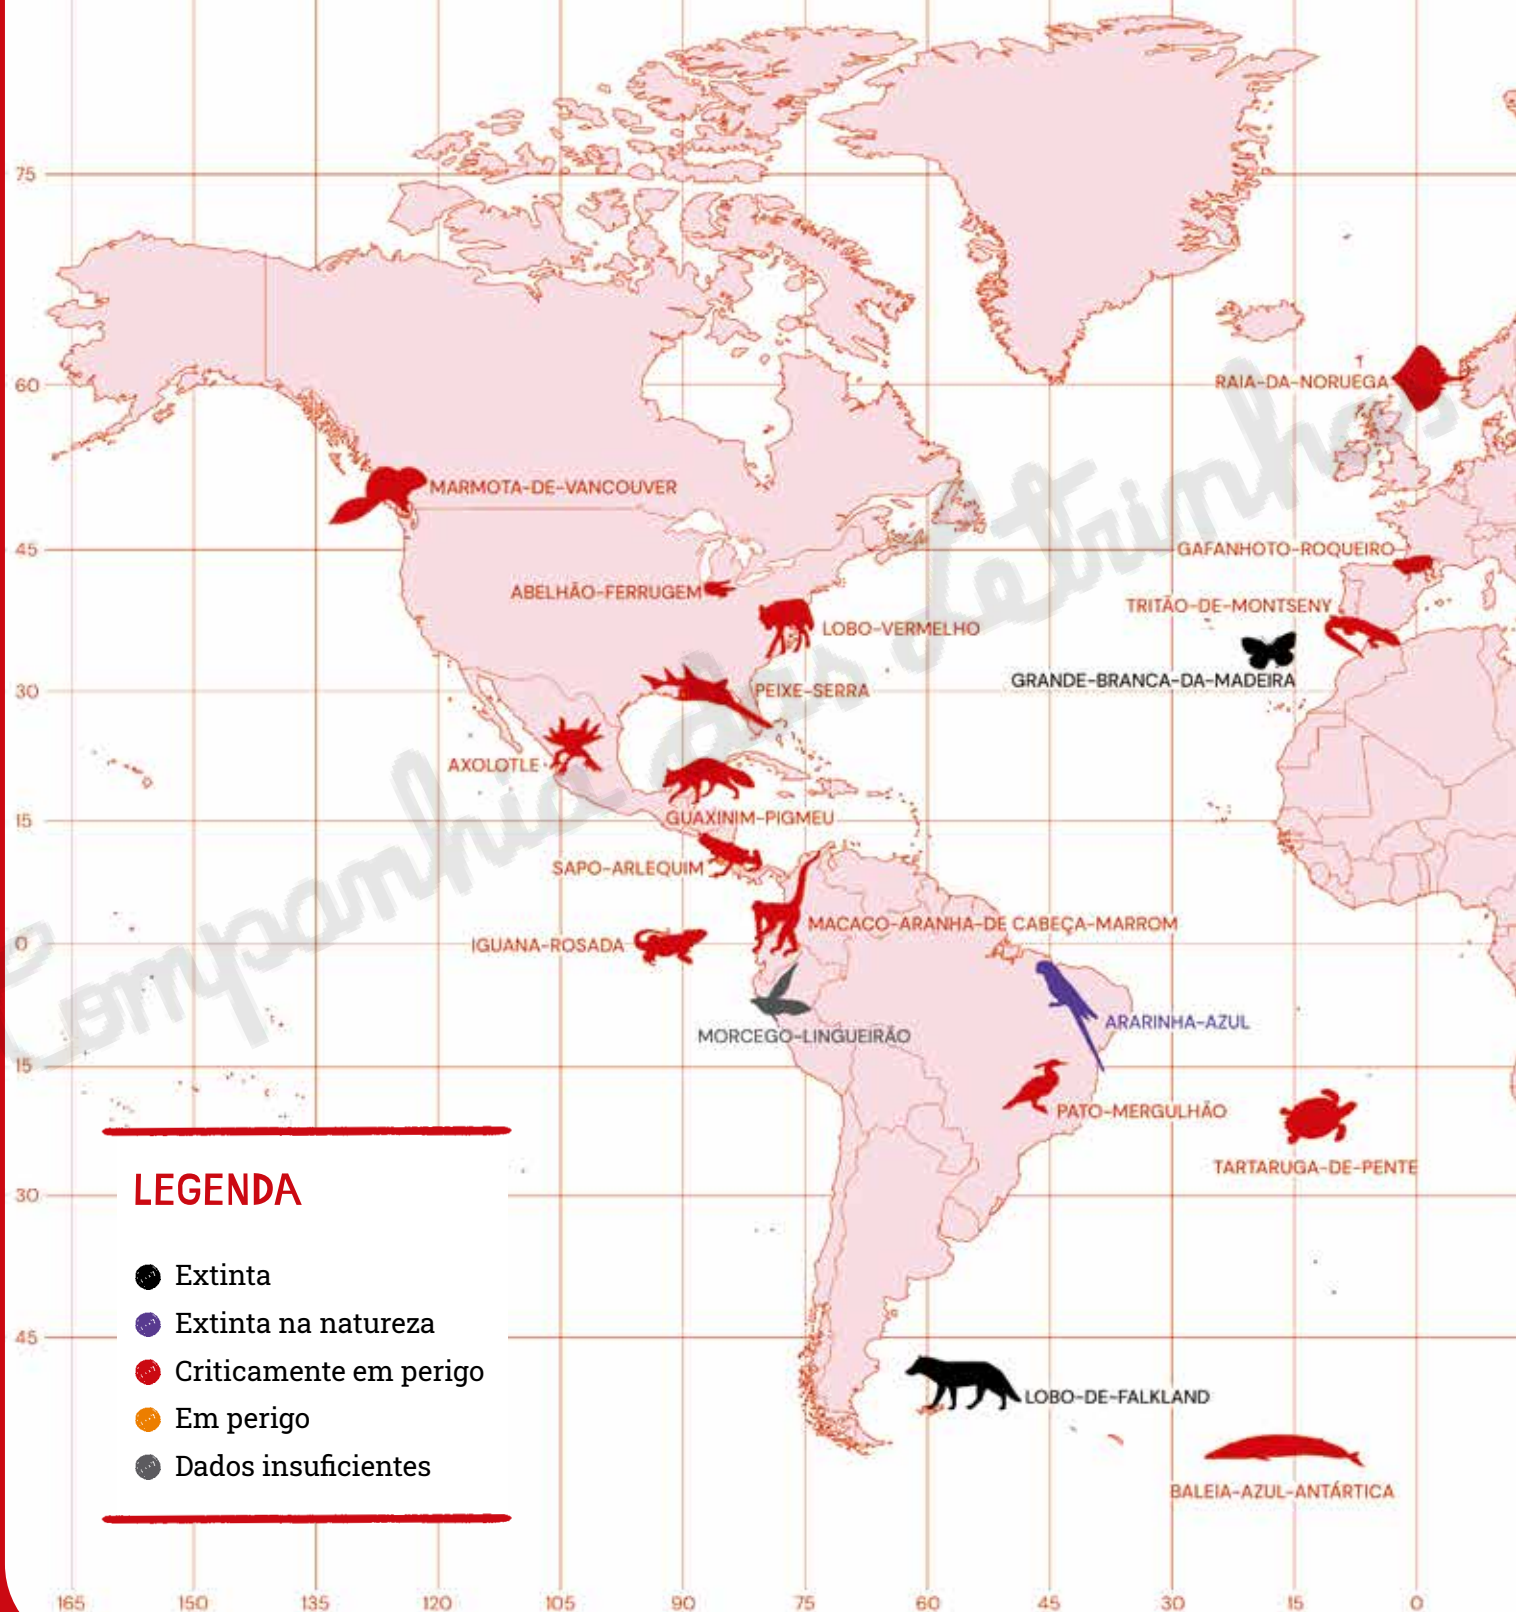 75
60
RAIA-DA-NORUEGA
MARMOTA-DE-VANCOUVER
45
GAFANHOTO-ROQUEIRO
ABELHÃO-FERRUGEM
TRITÃO-DE-MONTSENY
LOBO-VERMELHO
GRANDE-BRANCA-DA-MADEIRA
30
PEIXE-SERRA
AXOLOTLE
15
GUAXINIM-PIGMEU
SAPO-ARLEQUIM
MACACO-ARANHA-DE CABEÇA-MARROM
0
IGUANA-ROSADA
ARARINHA-AZUL
MORCEGO-LINGUEIRÃO
15
PATO-MERGULHÃO
TARTARUGA-DE-PENTE
30
45
LOBO-DE-FALKLAND
BALEIA-AZUL-ANTÁRTICA
LEGENDA
Extinta
Extinta na natureza
Criticamente em perigo
Em perigo
Dados insuficientes
165 150 135 120 105 90 75 60 45 30 15 0
Companhia das Letrinhas